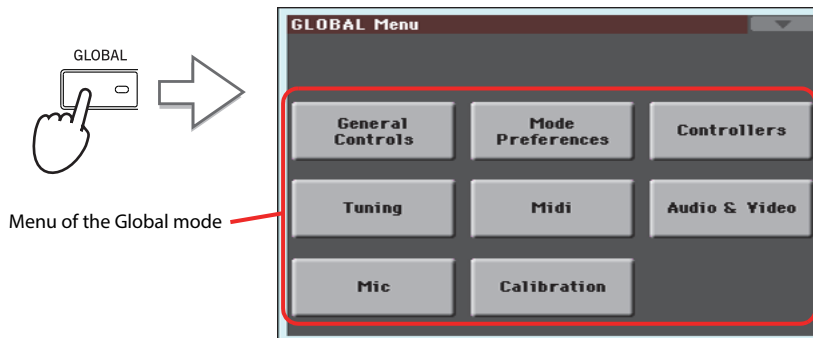 GLOBAL
GLOBAL Menu
General
Controls
Mode
Preferences
Controllers
Tuning
Midi
Audio & Video
Menu of the Global mode
Mic
Calibration